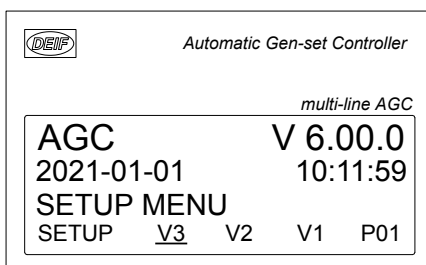 DEIF Automatic Gen-set Controller
multi-line AGC
AGC V 6.00.0
2021-01-01 10:11:59
SETUP MENU
SETUP V3 V2 V1 P01